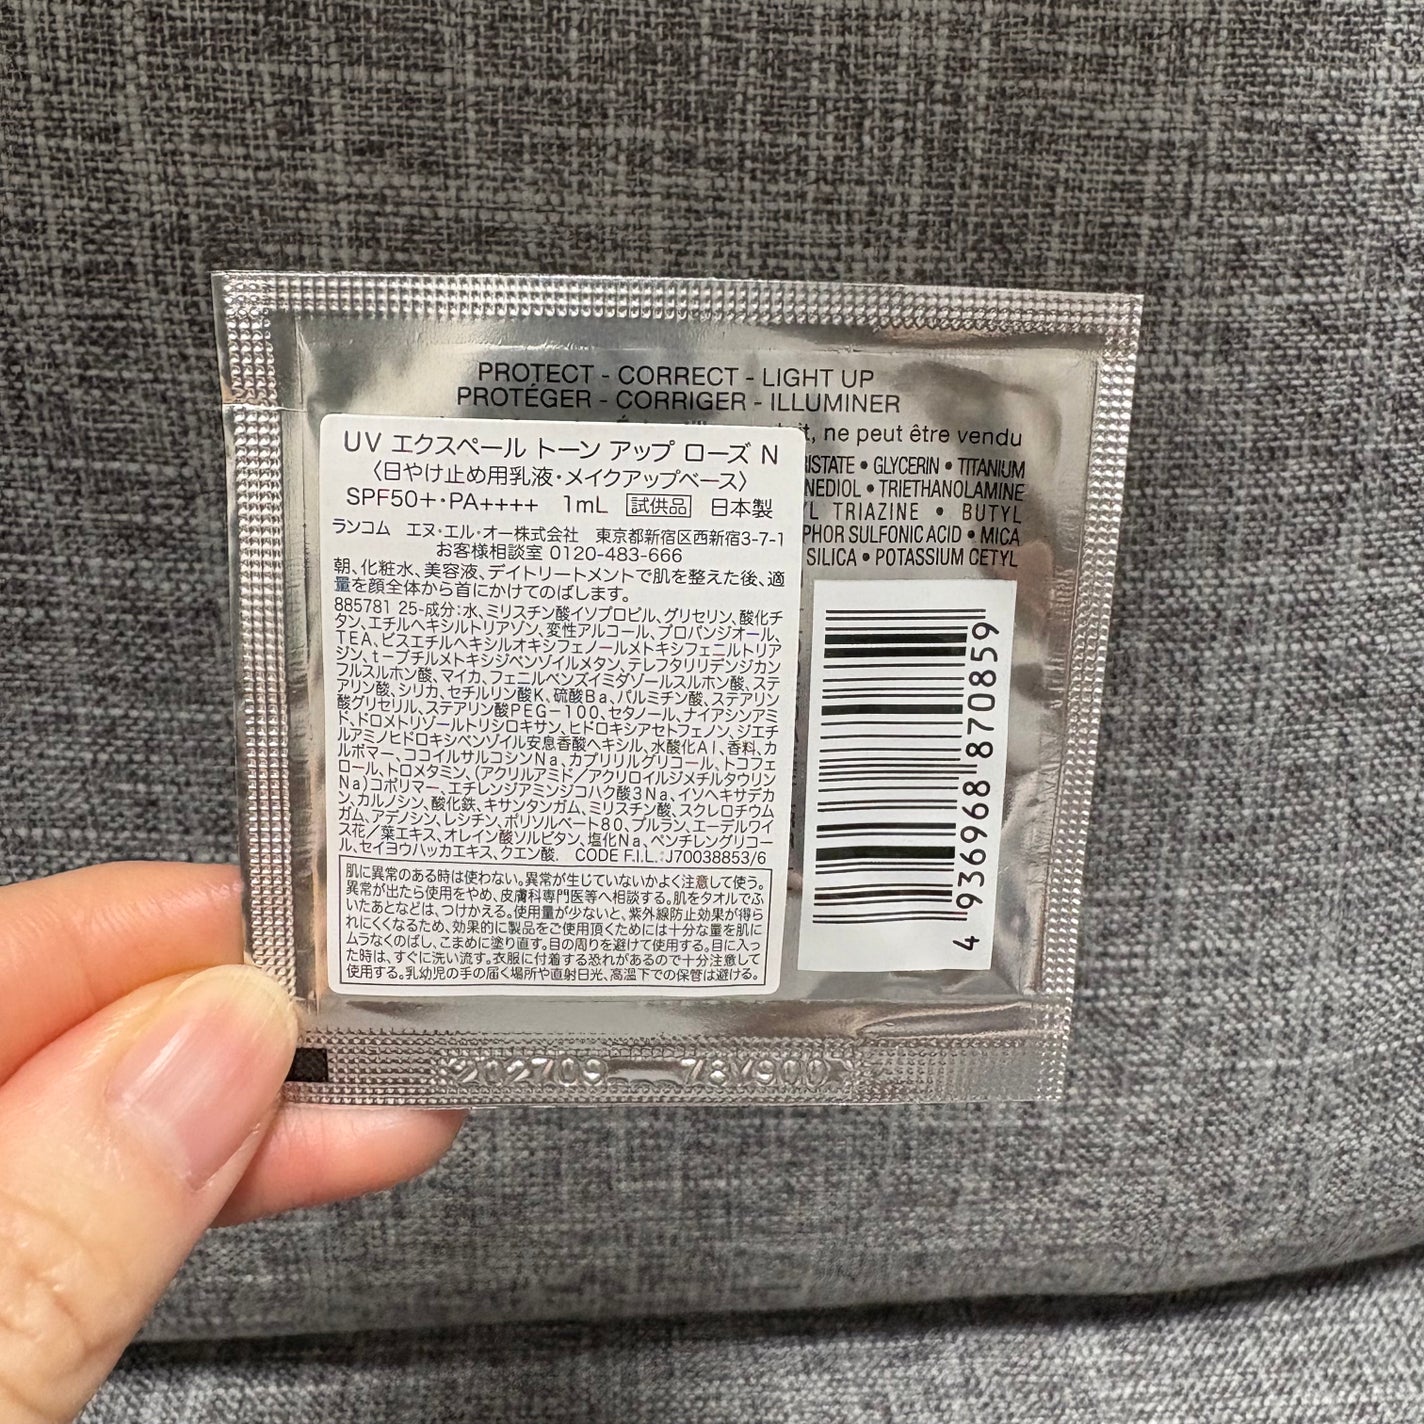 PROTECT - CORRECT - LIGHT UP
PROTÉGER - CORRIGER - ILLUMINER
it, ne peut être vendu
UV エクスペール トーン アップ ローズ N
〈日やけ止め用乳液・メイクアップベース〉
SPF50+・PA++++ 1mL 試供品 日本製
ランコム エヌ・エル・オー株式会社 東京都新宿区西新宿3-7-1
お客様相談室 0120-483-666
朝、化粧水、美容液、デイトリートメントで肌を整えた後、適
量を顔全体から首にかけてのばします。
885781 25-成分:水、ミリスチン酸イソプロピル、グリセリン、酸化チ
タン、エチルヘキシルトリアゾン、変性アルコール、プロパンジオール、
TEA、ビスエチルヘキシルオキシフェノールメトキシフェニルトリア
ジン、t-ブチルメトキシジベンゾイルメタン、テレフタリリデンジカン
フルスルホン酸、マイカ、フェニルベンズイミダゾールスルホン酸、ステ
アリン酸、シリカ、セチルリン酸K、硫酸Ba、パルミチン酸、ステアリン
酸グリセリル、ステアリン酸PEG-100、セタノール、ナイアシンアミ
ド、ドロメトリゾールトリシロキサン、ヒドロキシアセトフェノン、ジエチ
ルアミノヒドロキシベンゾイル安息香酸ヘキシル、水酸化Al、香料、カ
ルボマー、ココイルサルコシンNa、カプリリルグリコール、トコフェ
ロール、トロメタミン、(アクリルアミド/アクリロイルジメチルタウリン
Na)コポリマー、エチレンジアミンジコハク酸3Na、イソヘキサデカ
ン、カルノシン、酸化鉄、キサンタンガム、ミリスチン酸、スクレロチウム
ガム、アデノシン、レシチン、ポリソルベート80、プルラン、エーデルワイ
ス花/葉エキス、オレイン酸ソルビタン、塩化Na、ペンチレングリコー
ル、セイヨウハッカエキス、クエン酸. CODE F.I.L.:J70038853/6
肌に異常のある時は使わない。異常が生じていないかよく注意して使う。
異常が出たら使用をやめ、皮膚科専門医等へ相談する。肌をタオルでふ
いたあとなどは、つけかえる。使用量が少ないと、紫外線防止効果が得ら
れにくくなるため、効果的に製品をご使用頂くためには十分な量を肌に
ムラなくのばし、こまめに塗り直す。目の周りを避けて使用する。目に入っ
た時は、すぐに洗い流す。衣服に付着する恐れがあるので十分注意して
使用する。乳幼児の手の届く場所や直射日光、高温下での保管は避ける。
ISTATE • GLYCERIN • TITANIUM
NEDIOL • TRIETHANOLAMINE
YL TRIAZINE • BUTYL
PHOR SULFONIC ACID • MICA
SILICA • POTASSIUM CETYL
4 936968 870859
202709 78Y900